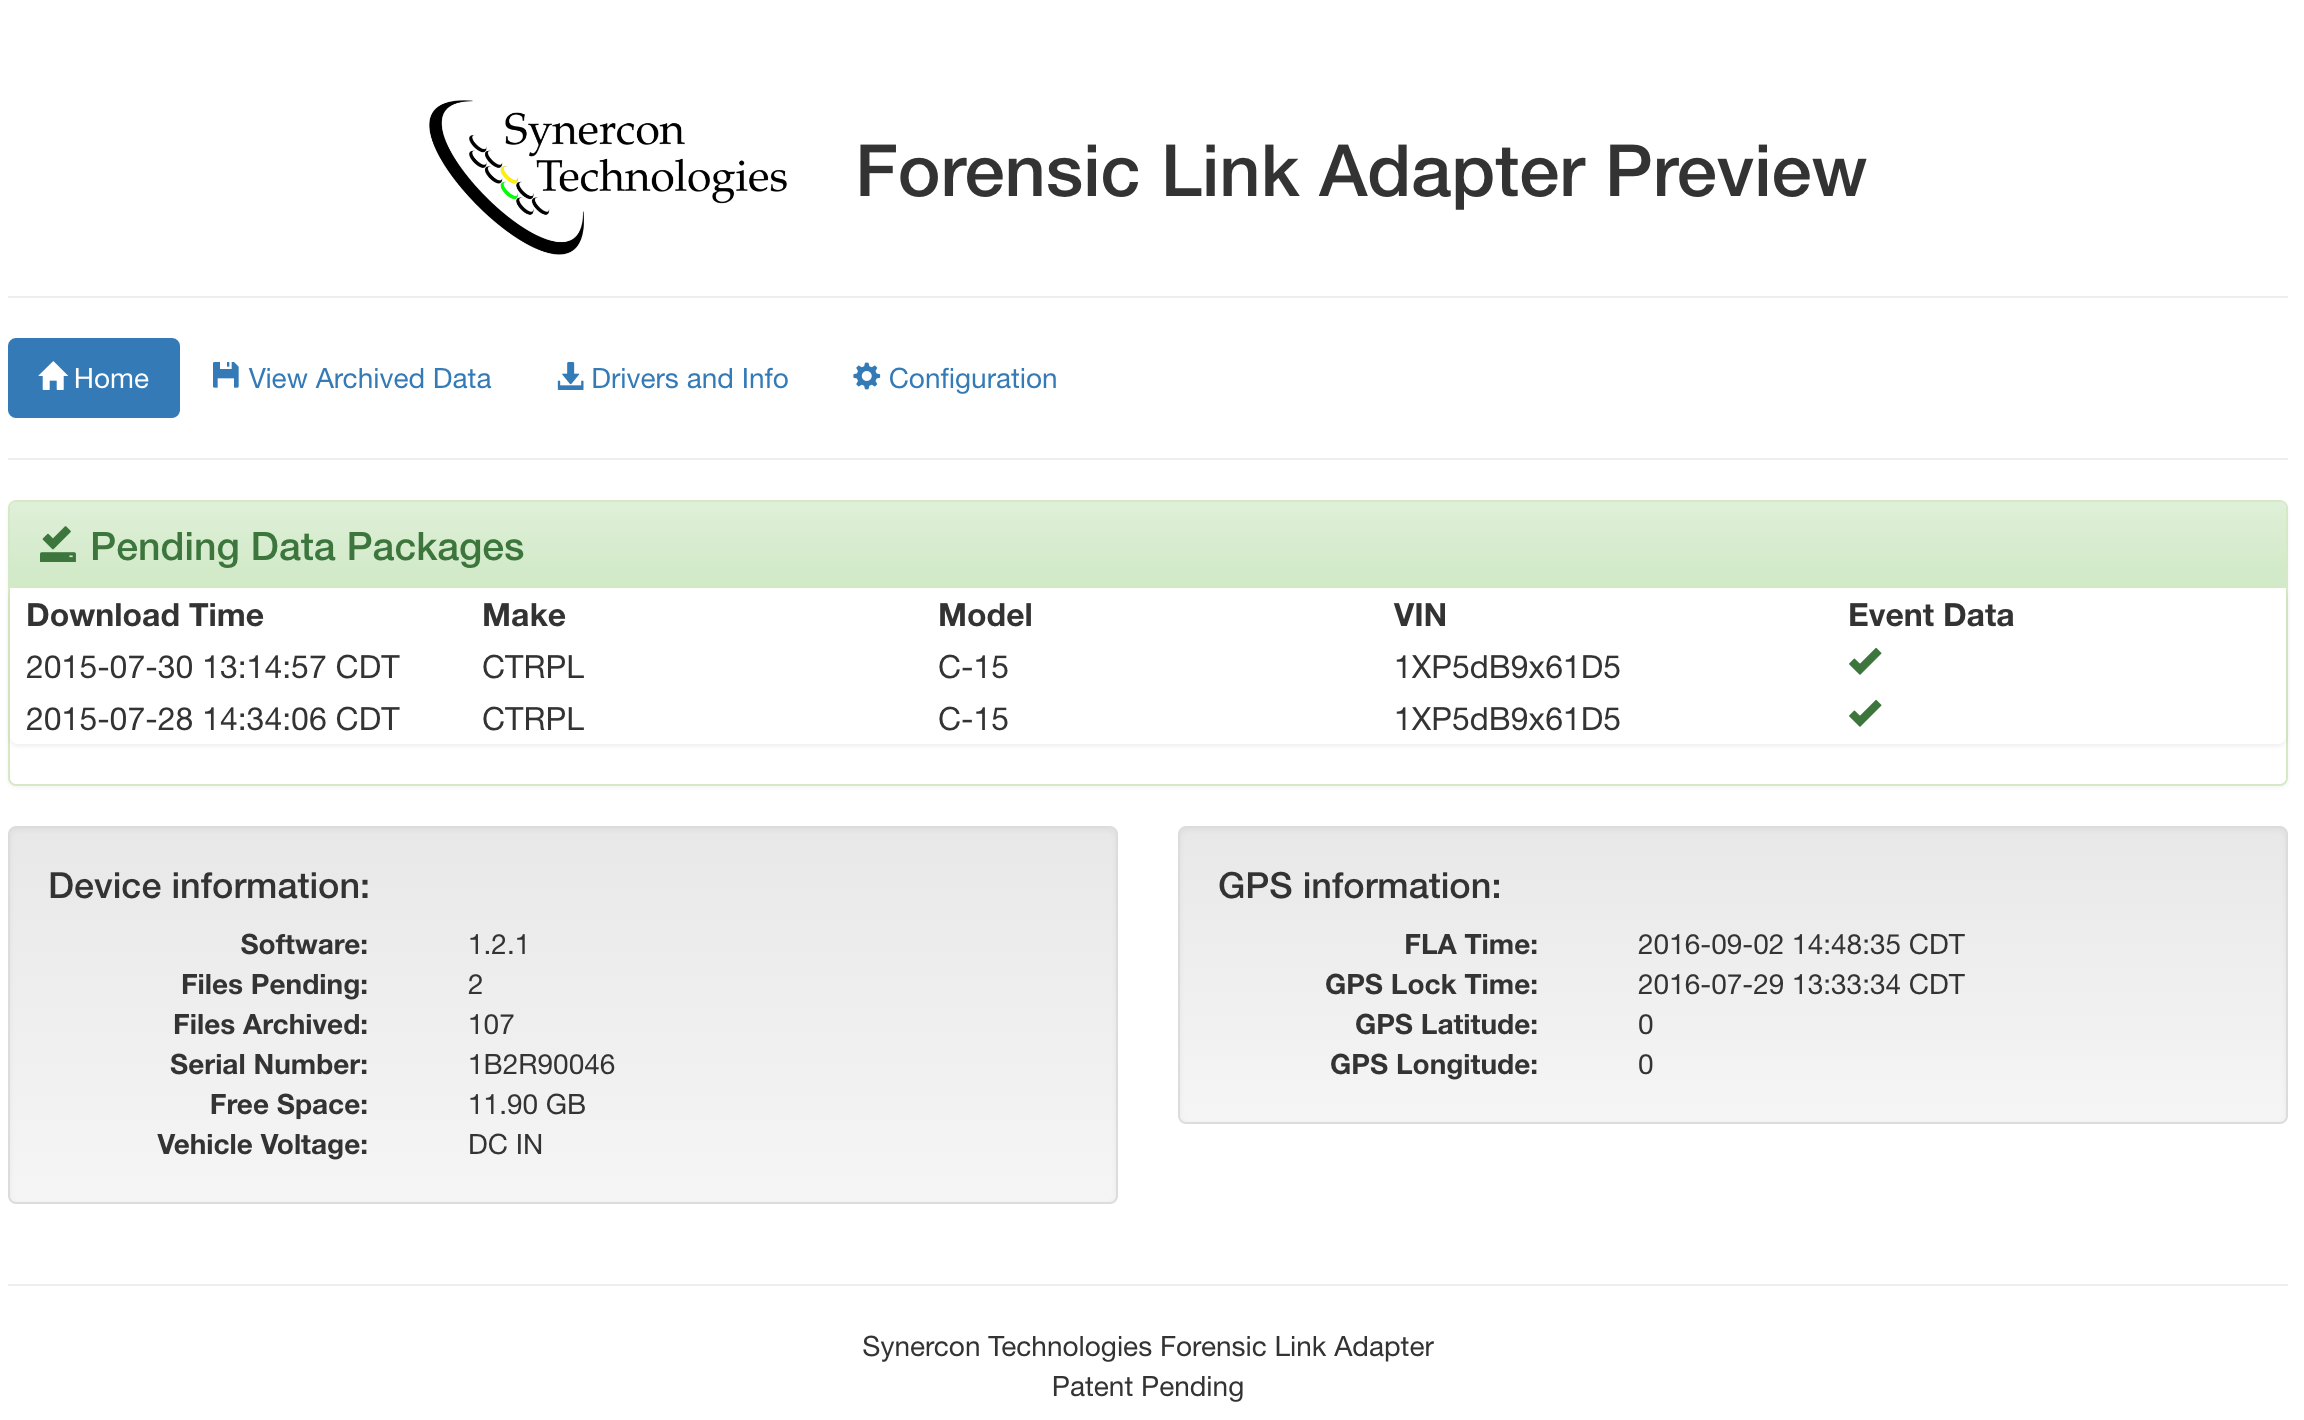 Synercon
Technologies
Forensic Link Adapter Preview
Home View Archived Data Drivers and Info Configuration
Pending Data Packages
Download Time Make Model VIN Event Data
2015-07-30 13:14:57 CDT CTRPL C-15 1XP5dB9x61D5
2015-07-28 14:34:06 CDT CTRPL C-15 1XP5dB9x61D5
Device information:
Software: 1.2.1
Files Pending: 2
Files Archived: 107
Serial Number: 1B2R90046
Free Space: 11.90 GB
Vehicle Voltage: DC IN
GPS information:
FLA Time: 2016-09-02 14:48:35 CDT
GPS Lock Time: 2016-07-29 13:33:34 CDT
GPS Latitude: 0
GPS Longitude: 0
Synercon Technologies Forensic Link Adapter
Patent Pending